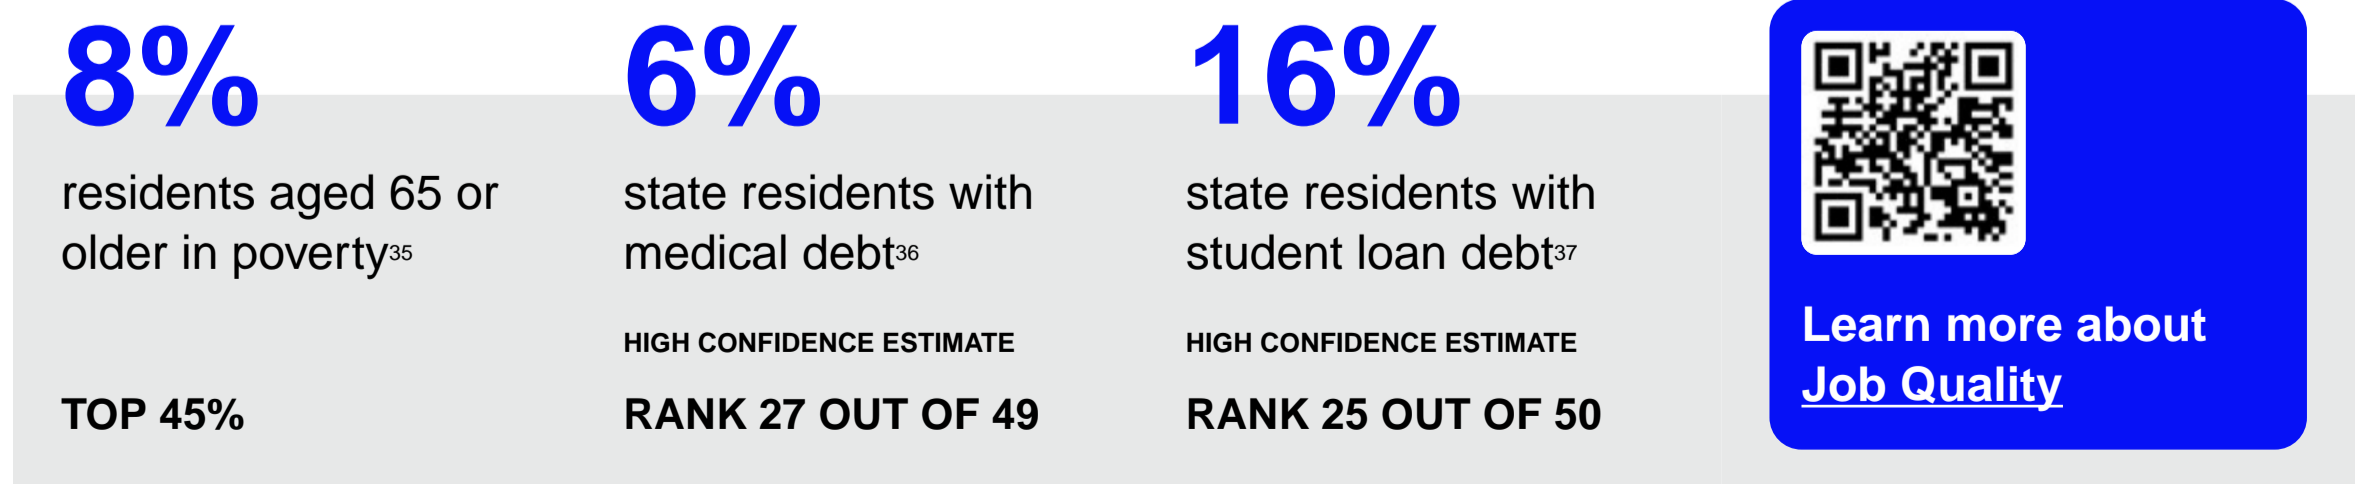 8%
residents aged 65 or
older in poverty35
TOP 45%
6%
state residents with
medical debt36
HIGH CONFIDENCE ESTIMATE
RANK 27 OUT OF 49
16%
state residents with
student loan debt37
HIGH CONFIDENCE ESTIMATE
RANK 25 OUT OF 50
Learn more about
Job Quality